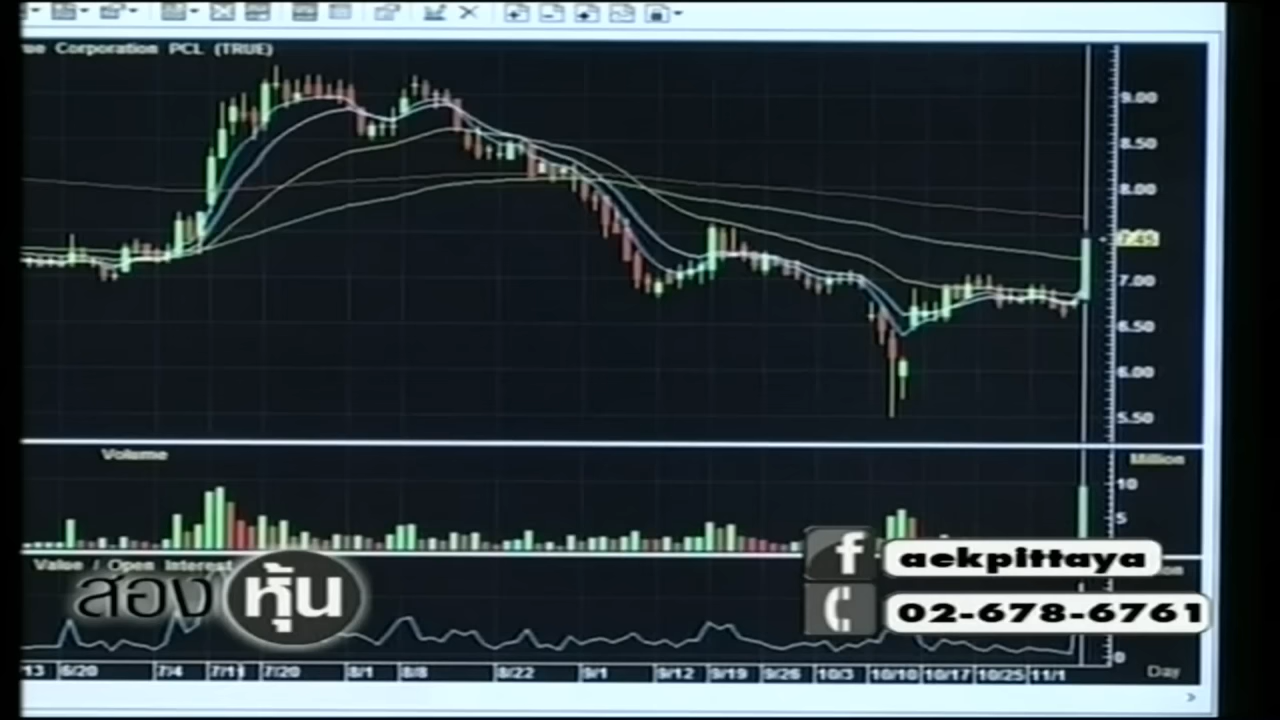 ue Corporation PCL (TRUE)
9.00
8.50
8.00
7.45
7.00
6.50
6.00
5.50
Volume
Million
10
5
Value / Open Interest
สองหุ้น
f aekpittaya
02-678-6761
0
13 6/20 7/4 7/11 7/20 8/1 8/8 8/22 9/1 9/12 9/19 9/26 10/3 10/10 10/17 10/25 11/1 Day